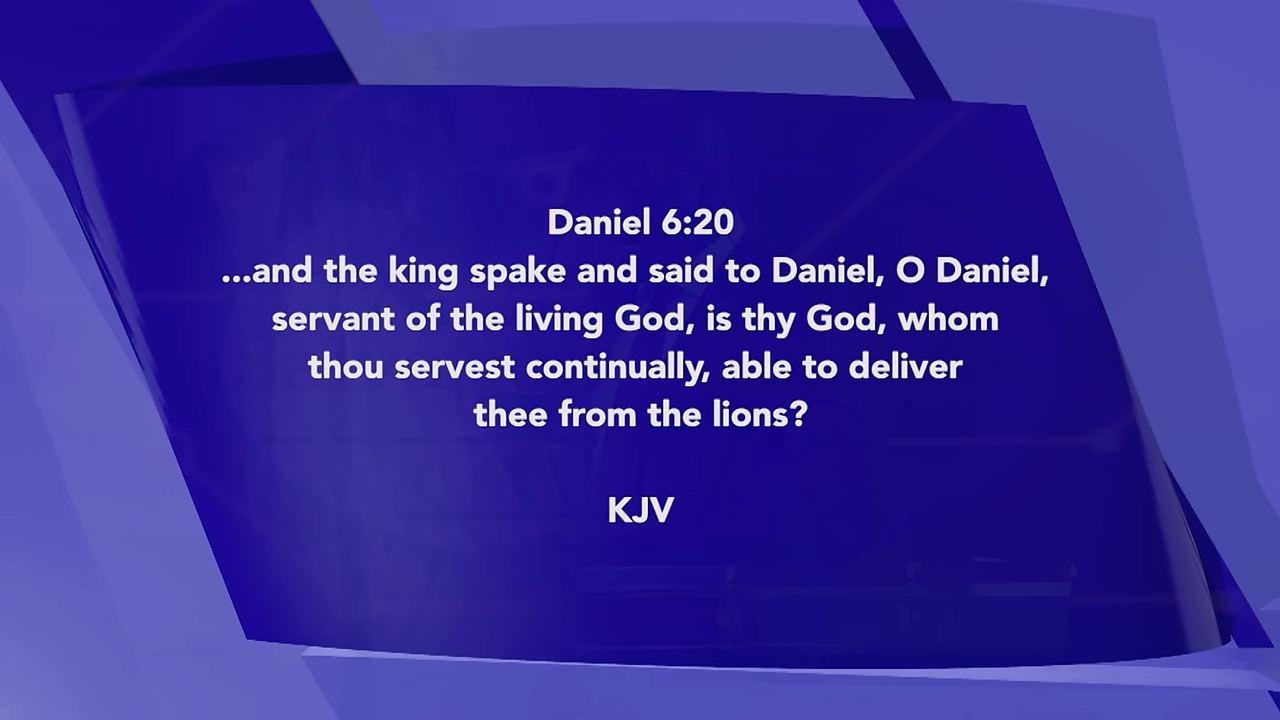 Daniel 6:20
...and the king spake and said to Daniel, O Daniel,
servant of the living God, is thy God, whom
thou servest continually, able to deliver
thee from the lions?
KJV